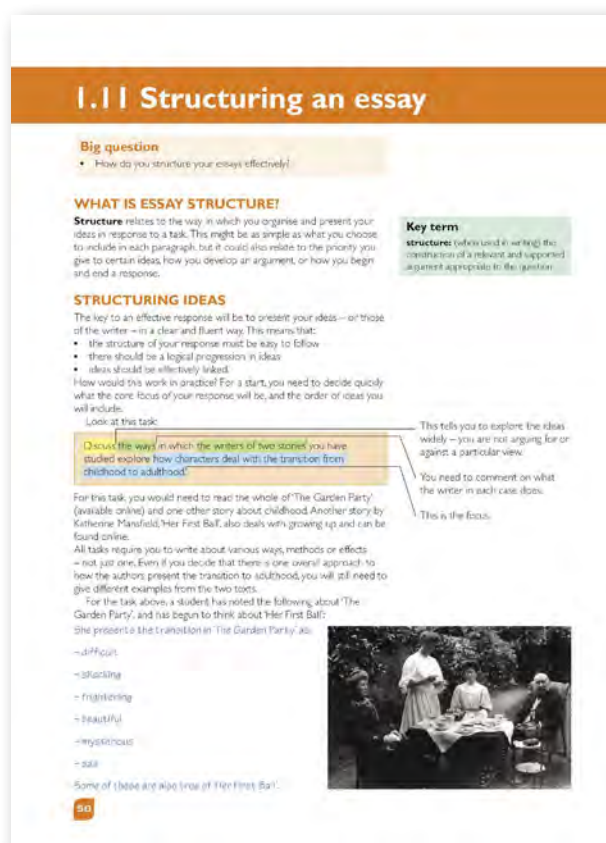 1.11 Structuring an essay
Big question
• How do you structure your essays effectively?
WHAT IS ESSAY STRUCTURE?
Structure relates to the way in which you organise and present your
ideas in response to a task. This might be as simple as what you choose
to include in each paragraph, but it could also relate to the priority you
give to certain ideas, how you develop an argument, or how you begin
and end a response.
Key term
structure: (when used in writing) the
construction of a relevant and supported
argument appropriate to the question
STRUCTURING IDEAS
The key to an effective response will be to present your ideas – or those
of the writer – in a clear and fluent way. This means that:
• the structure of your response must be easy to follow
• there should be a logical progression in ideas
• ideas should be effectively linked.
How would this work in practice? For a start, you need to decide quickly
what the core focus of your response will be, and the order of ideas you
will include.
Look at this task:
'Discuss the ways in which the writers of two stories you have
studied explore how characters deal with the transition from
childhood to adulthood.'
This tells you to explore the ideas
widely – you are not arguing for or
against a particular view.
You need to comment on what
the writer in each case does.
This is the focus.
For this task, you would need to read the whole of 'The Garden Party'
(available online) and one other story about childhood. Another story by
Katherine Mansfield, 'Her First Ball', also deals with growing up and can be
found online.
All tasks require you to write about various ways, methods or effects
– not just one. Even if you decide that there is one overall approach to
how the authors present the transition to adulthood, you will still need to
give different examples from the two texts.
For the task above, a student has noted the following about 'The
Garden Party', and has begun to think about 'Her First Ball':
She presents the transition in 'The Garden Party' as:
– difficult
– shocking
– frightening
– beautiful
– mysterious
– sad
Some of these are also true of 'Her First Ball'.
50